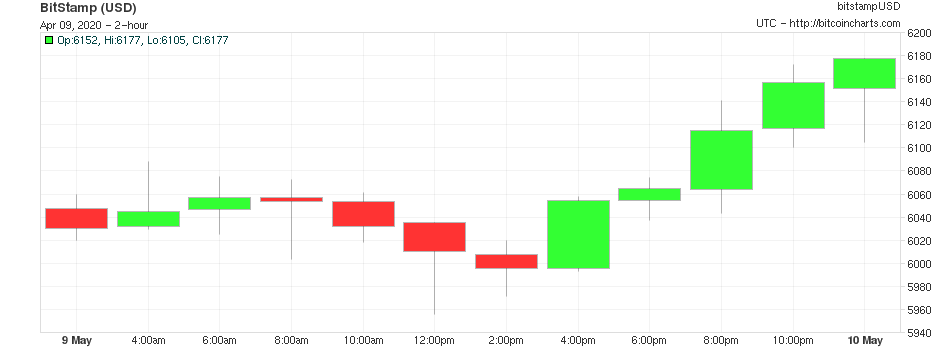 BitStamp (USD)
bitstampUSD
Apr 09, 2020 - 2-hour
UTC - http://bitcoincharts.com
Op:6152, Hi:6177, Lo:6105, Cl:6177
6200
6180
6160
6140
6120
6100
6080
6060
6040
6020
6000
5980
5960
5940
9 May
4:00am
6:00am
8:00am
10:00am
12:00pm
2:00pm
4:00pm
6:00pm
8:00pm
10:00pm
10 May